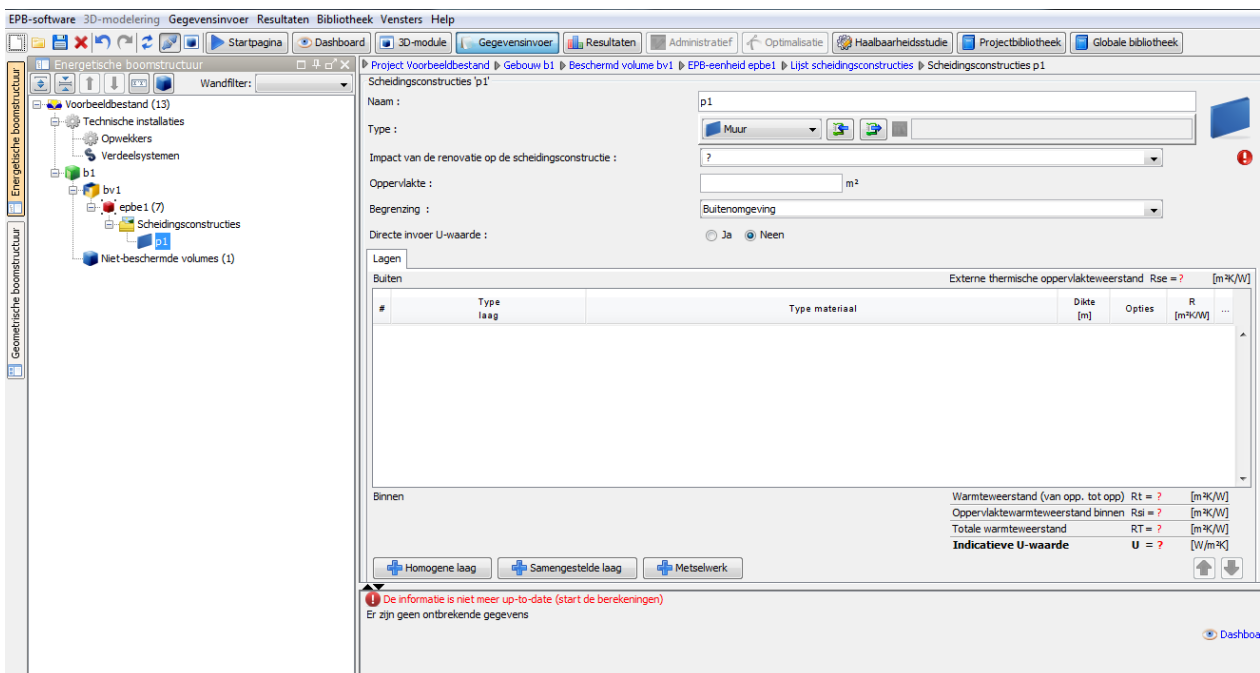 EPB-software 3D-modelering Gegevensinvoer Resultaten Bibliotheek Vensters Help
Startpagina Dashboard 3D-module Gegevensinvoer Resultaten Administratief Optimalisatie Haalbaarheidsstudie Projectbibliotheek Globale bibliotheek
Energetische boomstructuur
Geometrische boomstructuur
Energetische boomstructuur
Wandfilter:
Voorbeeldbestand (13)
Technische installaties
Opwekkers
Verdeelsystemen
b1
bv1
epbe1 (7)
Scheidingsconstructies
p1
Niet-beschermde volumes (1)
Project Voorbeeldbestand Gebouw b1 Beschermd volume bv1 EPB-eenheid epbe1 Lijst scheidingsconstructies Scheidingsconstructies p1
Scheidingsconstructies 'p1'
Naam : p1
Type : Muur
Impact van de renovatie op de scheidingsconstructie : ?
Oppervlakte : m²
Begrenzing : Buitenomgeving
Directe invoer U-waarde : Ja Neen
Lagen
Buiten Externe thermische oppervlakteweerstand Rse = ? [m²K/W]
# Type laag Type materiaal Dikte [m] Opties R [m²K/W] ...
Binnen
Warmteweerstand (van opp. tot opp) Rt = ? [m²K/W]
Oppervlaktewarmteweerstand binnen Rsi = ? [m²K/W]
Totale warmteweerstand RT = ? [m²K/W]
Indicatieve U-waarde U = ? [W/m²K]
Homogene laag Samengestelde laag Metselwerk
De informatie is niet meer up-to-date (start de berekeningen)
Er zijn geen ontbrekende gegevens
Dashboa